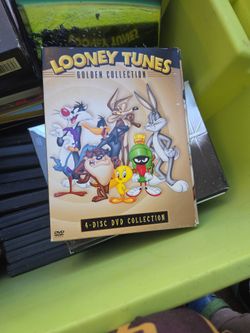 LOONEY TUNES
GOLDEN COLLECTION
4-DISC DVD COLLECTION
DVD